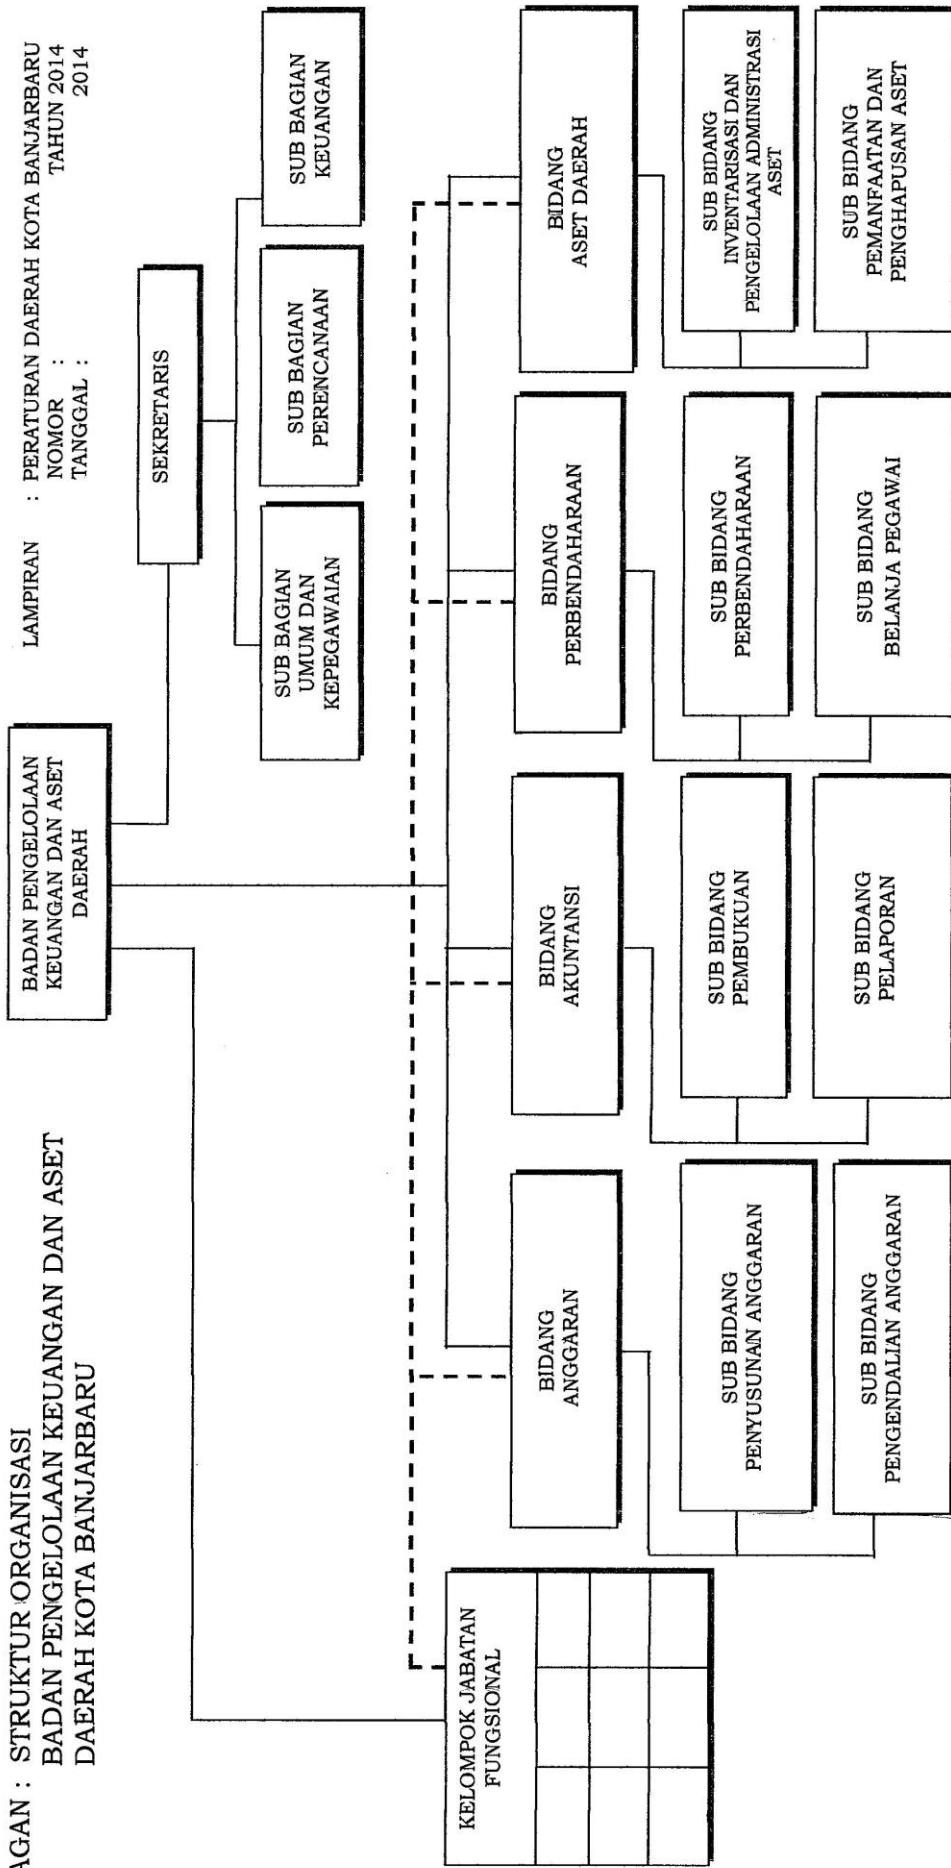 AGAN : STRUKTUR ORGANISASI
BADAN PENGELOLAAN KEUANGAN DAN ASET
DAERAH KOTA BANJARBARU
LAMPIRAN : PERATURAN DAERAH KOTA BANJARBARU
NOMOR : TAHUN 2014
TANGGAL : 2014
BADAN PENGELOLAAN
KEUANGAN DAN ASET
DAERAH
SEKRETARIS
SUB BAGIAN
UMUM DAN
KEPEGAWAIAN
SUB BAGIAN
PERENCANAAN
SUB BAGIAN
KEUANGAN
KELOMPOK JABATAN
FUNGSIONAL
BIDANG
ANGGARAN
BIDANG
AKUNTANSI
BIDANG
PERBENDAHARAAN
BIDANG
ASET DAERAH
SUB BIDANG
PENYUSUNAN ANGGARAN
SUB BIDANG
PEMBUKUAN
SUB BIDANG
PERBENDAHARAAN
SUB BIDANG
INVENTARISASI DAN
PENGELOLAAN ADMINISTRASI
ASET
SUB BIDANG
PENGENDALIAN ANGGARAN
SUB BIDANG
PELAPORAN
SUB BIDANG
BELANJA PEGAWAI
SUB BIDANG
PEMANFAATAN DAN
PENGHAPUSAN ASET